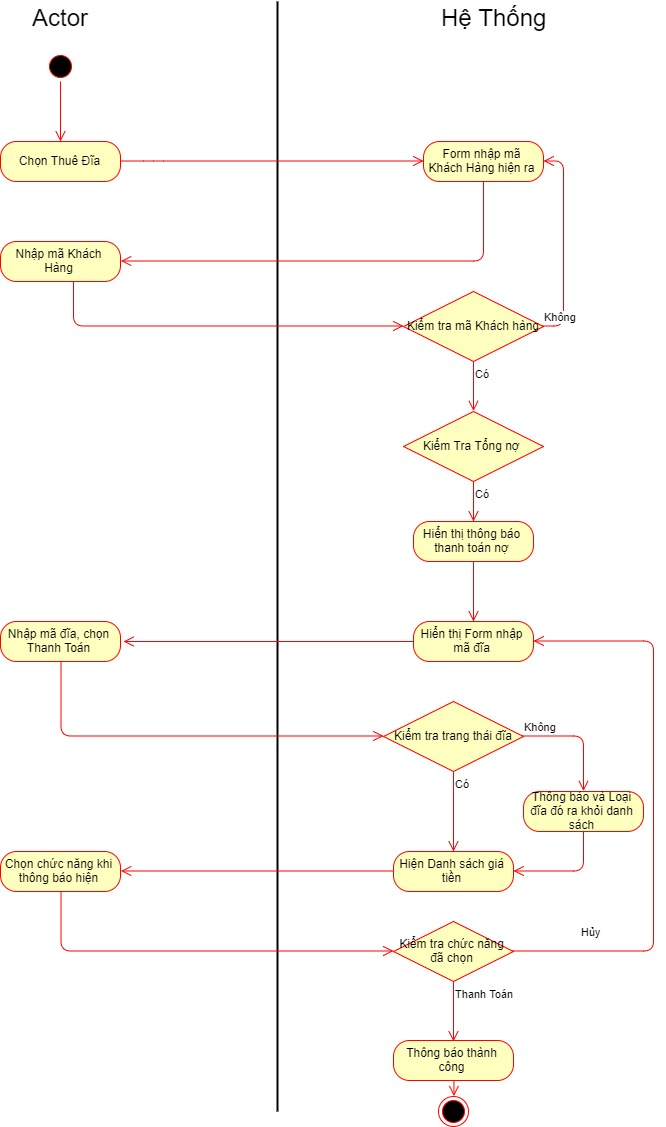 Actor
Hệ Thống
Chọn Thuê Đĩa
Form nhập mã
Khách Hàng hiện ra
Nhập mã Khách
Hàng
Kiểm tra mã Khách hàng
Không
Có
Kiểm Tra Tổng nợ
Có
Hiển thị thông báo
thanh toán nợ
Nhập mã đĩa, chọn
Thanh Toán
Hiển thị Form nhập
mã đĩa
Kiểm tra trang thái đĩa
Không
Có
Thông báo và Loại
đĩa đó ra khỏi danh
sách
Chọn chức năng khi
thông báo hiện
Hiện Danh sách giá
tiền
Kiểm tra chức năng
đã chọn
Hủy
Thanh Toán
Thông báo thành
công